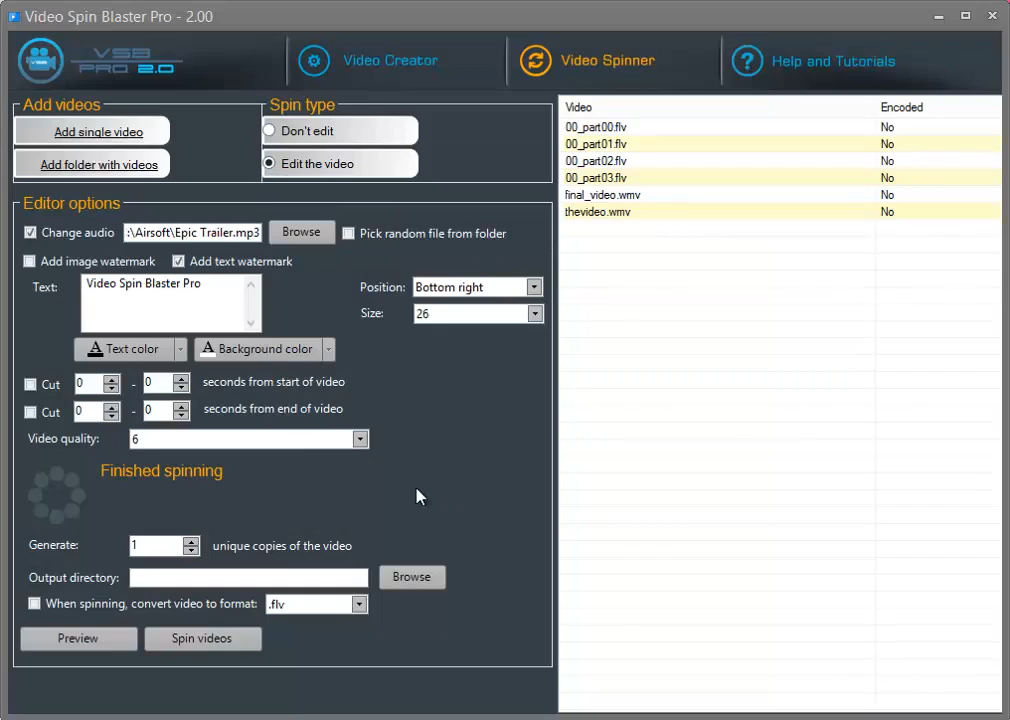 Video Spin Blaster Pro - 2.00
VSB PRO 2.0
Video Creator
Video Spinner
Help and Tutorials
Add videos
Add single video
Add folder with videos
Spin type
Don't edit
Edit the video
Editor options
Change audio :\Airsoft\Epic Trailer.mp3 Browse Pick random file from folder
Add image watermark Add text watermark
Text: Video Spin Blaster Pro
Position: Bottom right
Size: 26
A Text color A Background color
Cut 0 - 0 seconds from start of video
Cut 0 - 0 seconds from end of video
Video quality: 6
Finished spinning
Generate: 1 unique copies of the video
Output directory: Browse
When spinning, convert video to format: .flv
Preview Spin videos
Video Encoded
00_part00.flv No
00_part01.flv No
00_part02.flv No
00_part03.flv No
final_video.wmv No
thevideo.wmv No